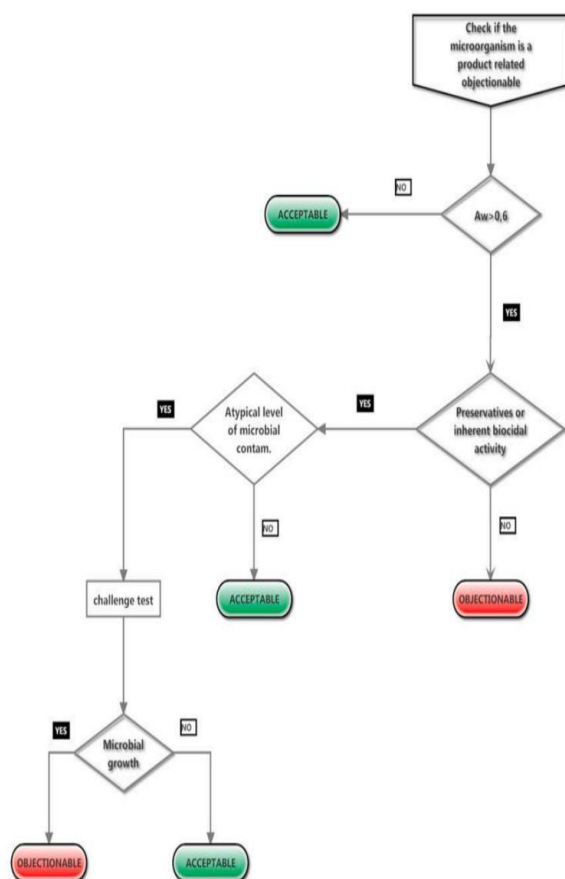 Check if the
microorganism is a
product related
objectionable
NO
ACCEPTABLE
Aw>0,6
YES
YES
Atypical level
of microbial
contam.
YES
Preservatives or
inherent biocidal
activity
NO
NO
challenge test
ACCEPTABLE
OBJECTIONABLE
YES
NO
Microbial
growth
OBJECTIONABLE
ACCEPTABLE